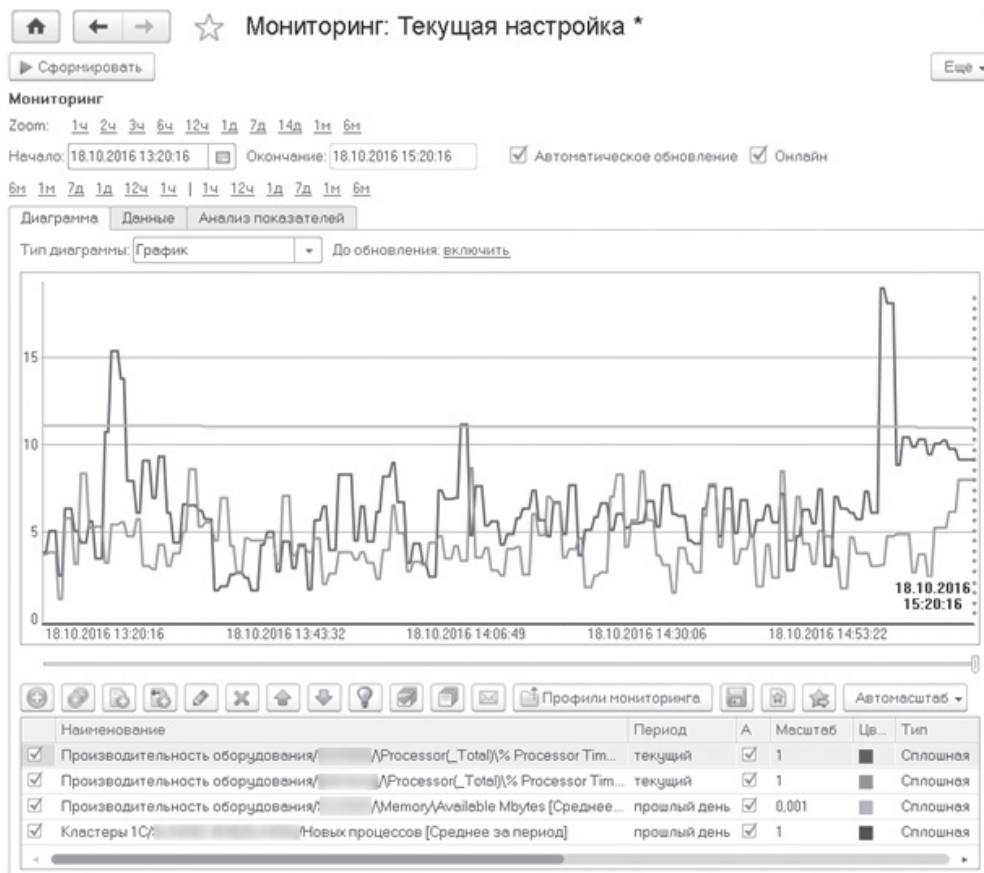 Мониторинг: Текущая настройка *
Сформировать
Еще
Мониторинг
Zoom: 1ч 2ч 3ч 6ч 12ч 1д 7д 14д 1м 6м
Начало: 18.10.2016 13:20:16 Окончание: 18.10.2016 15:20:16 Автоматическое обновление Онлайн
6м 1м 7д 1д 12ч 1ч | 1ч 12ч 1д 7д 1м 6м
Диаграмма Данные Анализ показателей
Тип диаграммы: График До обновления: включить
15
10
5
0
18.10.2016
15:20:16
18.10.2016 13:20:16 18.10.2016 13:43:32 18.10.2016 14:06:49 18.10.2016 14:30:06 18.10.2016 14:53:22
Профили мониторинга Автомасштаб
Наименование Период А Масштаб Цв... Тип
Производительность оборудования/ /\Processor(_Total)\% Processor Tim... текущий 1 Сплошная
Производительность оборудования/ /\Processor(_Total)\% Processor Tim... текущий 1 Сплошная
Производительность оборудования/ /\Memory\Available Mbytes [Среднее... прошлый день 0,001 Сплошная
Кластеры 1С/ /Новых процессов [Среднее за период] прошлый день 1 Сплошная